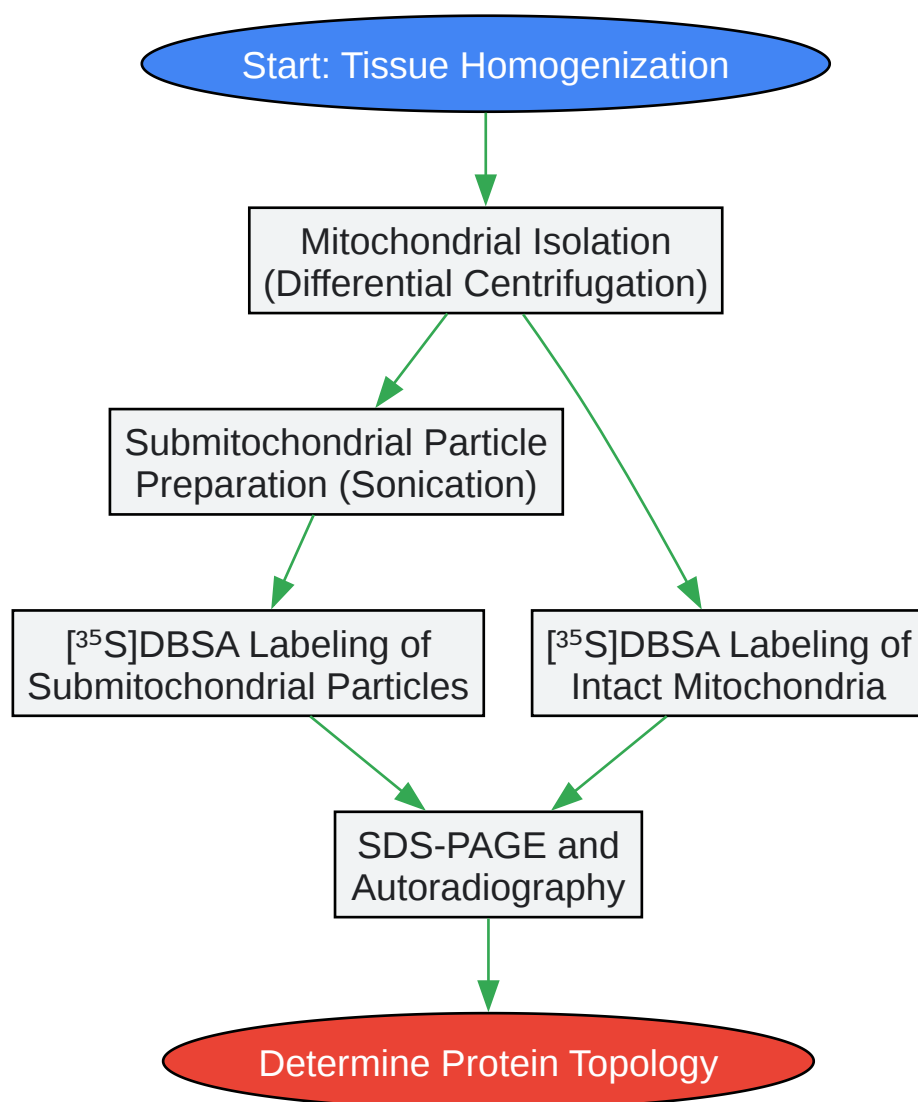 Start: Tissue Homogenization
Mitochondrial Isolation
(Differential Centrifugation)
Submitochondrial Particle
Preparation (Sonication)
[³⁵S]DBSA Labeling of
Submitochondrial Particles
[³⁵S]DBSA Labeling of
Intact Mitochondria
SDS-PAGE and
Autoradiography
Determine Protein Topology